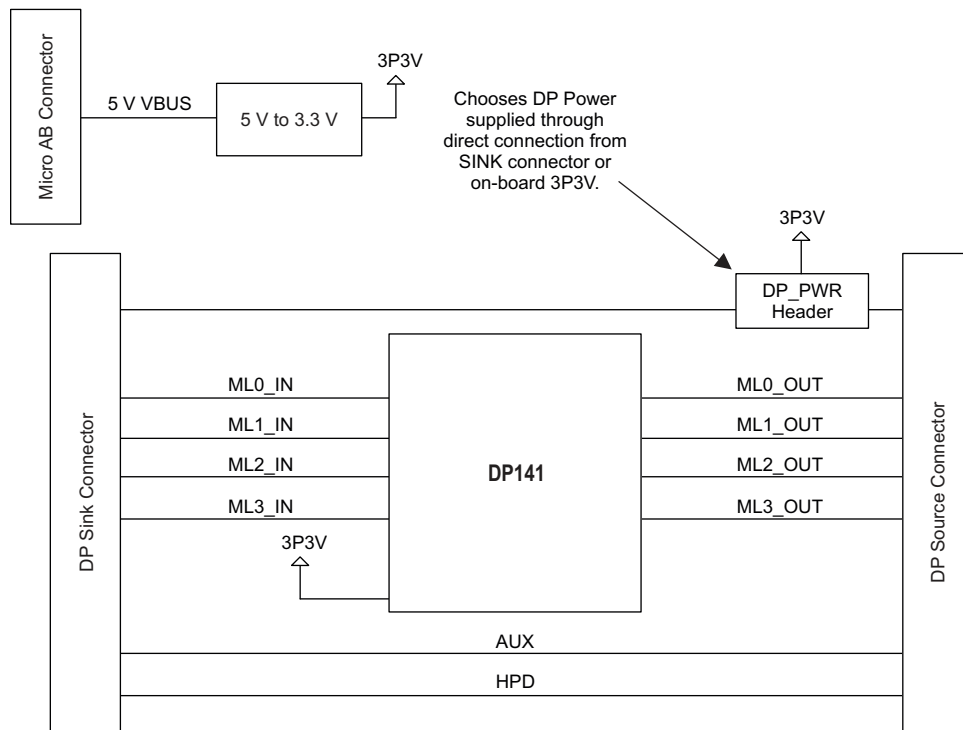 Micro AB Connector
5 V VBUS
5 V to 3.3 V
3P3V
Chooses DP Power
supplied through
direct connection from
SINK connector or
on-board 3P3V.
3P3V
DP_PWR
Header
DP Sink Connector
ML0_IN
ML1_IN
ML2_IN
ML3_IN
3P3V
DP141
ML0_OUT
ML1_OUT
ML2_OUT
ML3_OUT
DP Source Connector
AUX
HPD